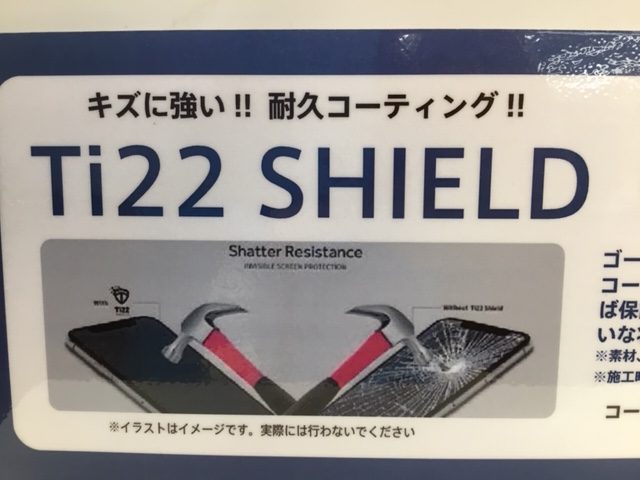 キズに強い!! 耐久コーティング!!
Ti22 SHIELD
Shatter Resistance
INVISIBLE SCREEN PROTECTION
With
Ti22
Without Ti22 Shield
※イラストはイメージです。実際には行わないでください
ゴー
コー
ば保
いな
※素材、
※施工
コー